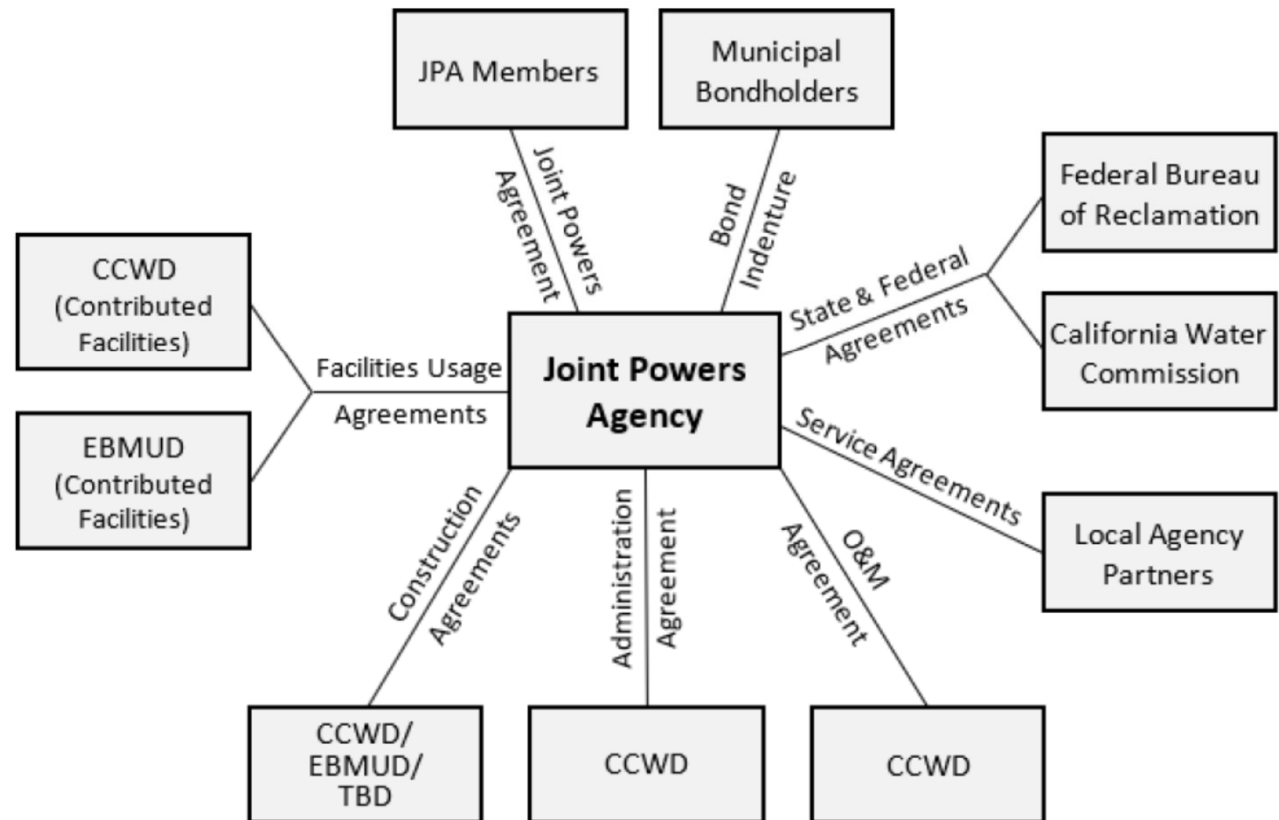 JPA Members
Municipal
Bondholders
Joint Powers
Agreement
Bond
Indenture
Federal Bureau
of Reclamation
State & Federal
Agreements
California Water
Commission
CCWD
(Contributed
Facilities)
Facilities Usage
Agreements
EBMUD
(Contributed
Facilities)
Joint Powers
Agency
Service Agreements
Local Agency
Partners
Construction
Agreements
Administration
Agreement
O&M
Agreement
CCWD/
EBMUD/
TBD
CCWD
CCWD